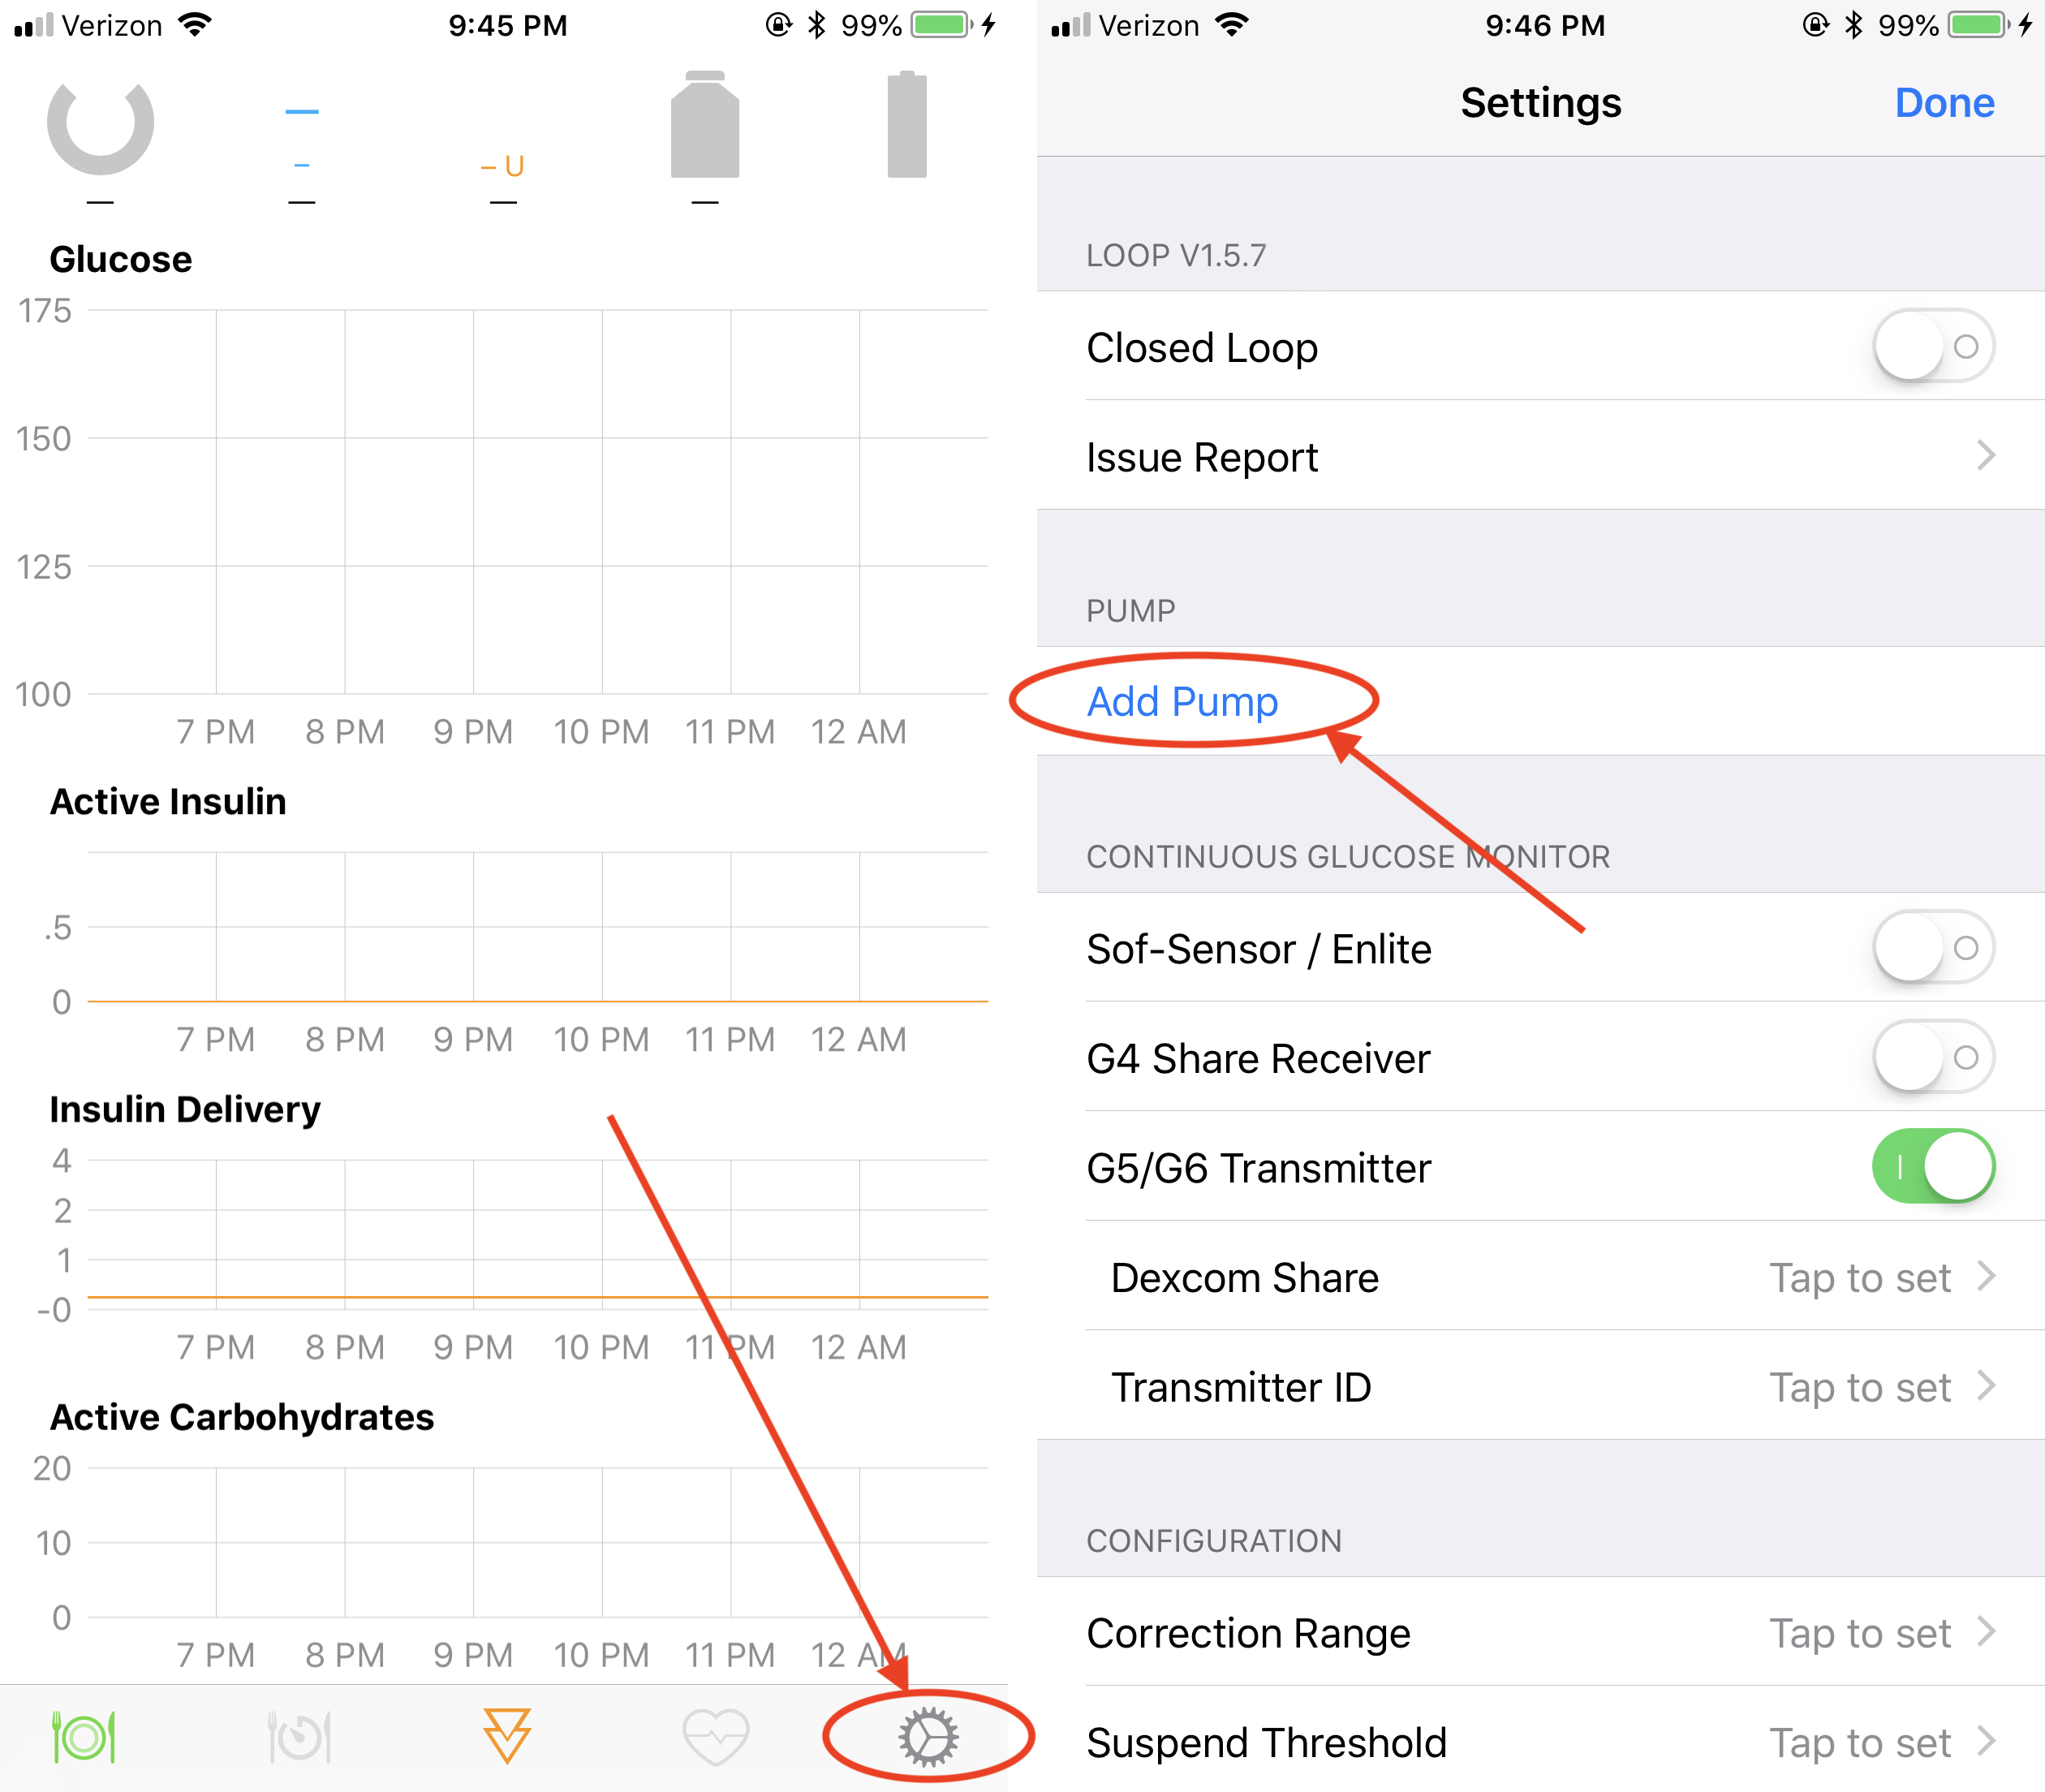 Verizon 9:45 PM 99%
– U
Glucose
175
150
125
100
7 PM 8 PM 9 PM 10 PM 11 PM 12 AM
Active Insulin
.5
0
7 PM 8 PM 9 PM 10 PM 11 PM 12 AM
Insulin Delivery
4
2
1
-0
7 PM 8 PM 9 PM 10 PM 11 PM 12 AM
Active Carbohydrates
20
10
0
7 PM 8 PM 9 PM 10 PM 11 PM 12 AM
Verizon 9:46 PM 99%
Settings Done
LOOP V1.5.7
Closed Loop
Issue Report
PUMP
Add Pump
CONTINUOUS GLUCOSE MONITOR
Sof-Sensor / Enlite
G4 Share Receiver
G5/G6 Transmitter
Dexcom Share Tap to set
Transmitter ID Tap to set
CONFIGURATION
Correction Range Tap to set
Suspend Threshold Tap to set